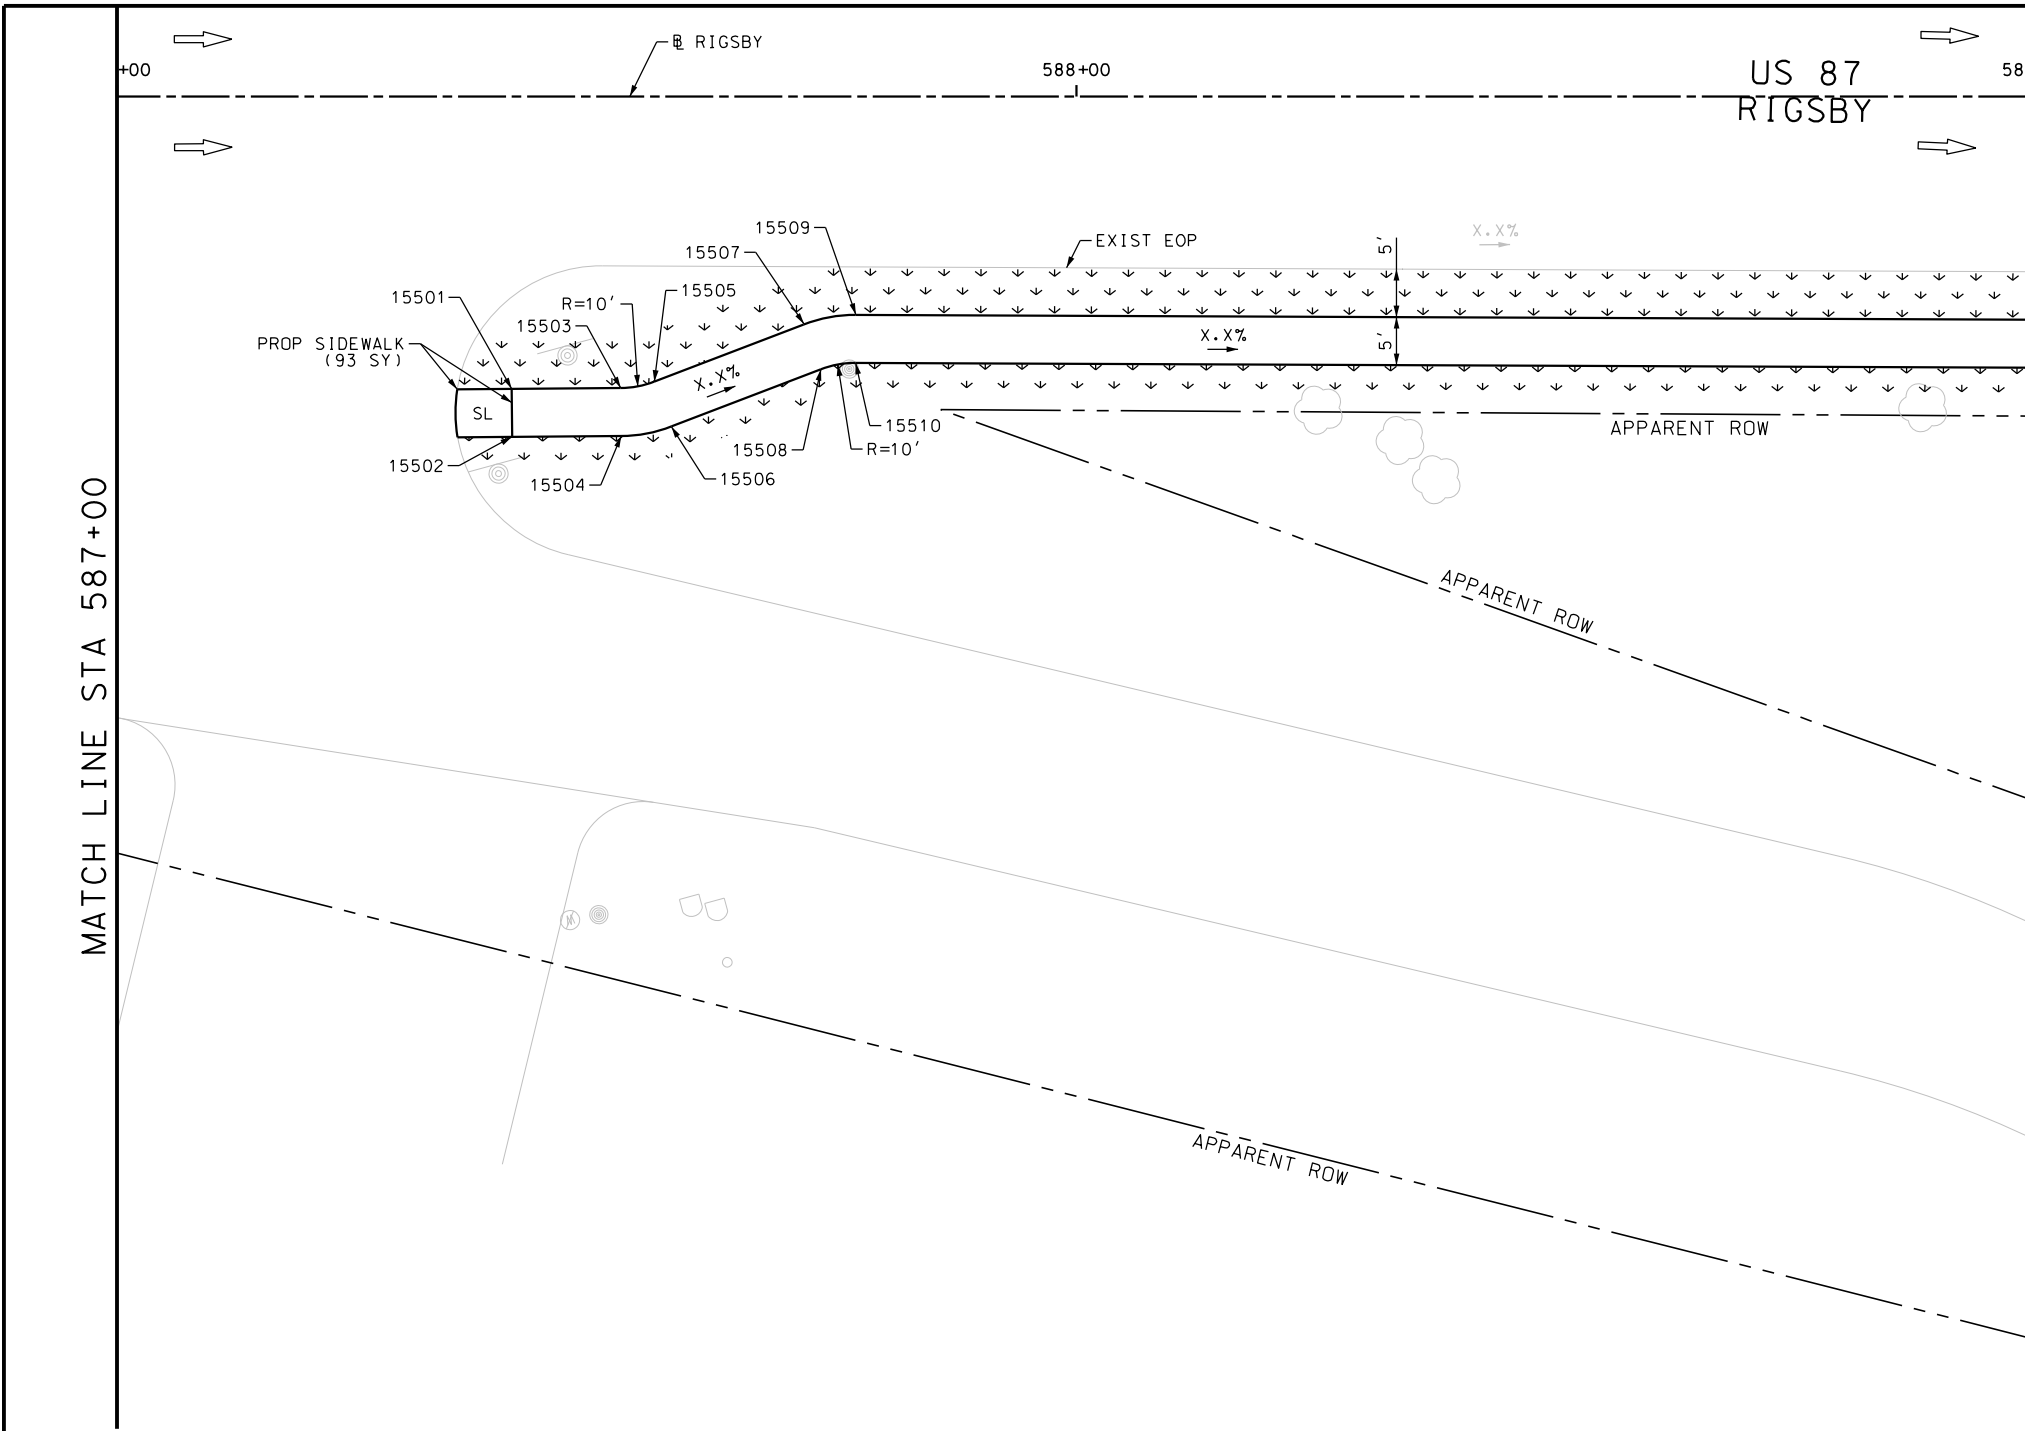 ℄ RIGSBY
+00
588+00
US 87
58
RIGSBY
15509
X.X%
15507
EXIST EOP
5'
15505
15501
R=10'
15503
PROP SIDEWALK
(93 SY)
X.X%
5'
X.X%
SL
15510
APPARENT ROW
15508
R=10'
15502
15506
15504
MATCH LINE STA 587+00
APPARENT ROW
APPARENT ROW